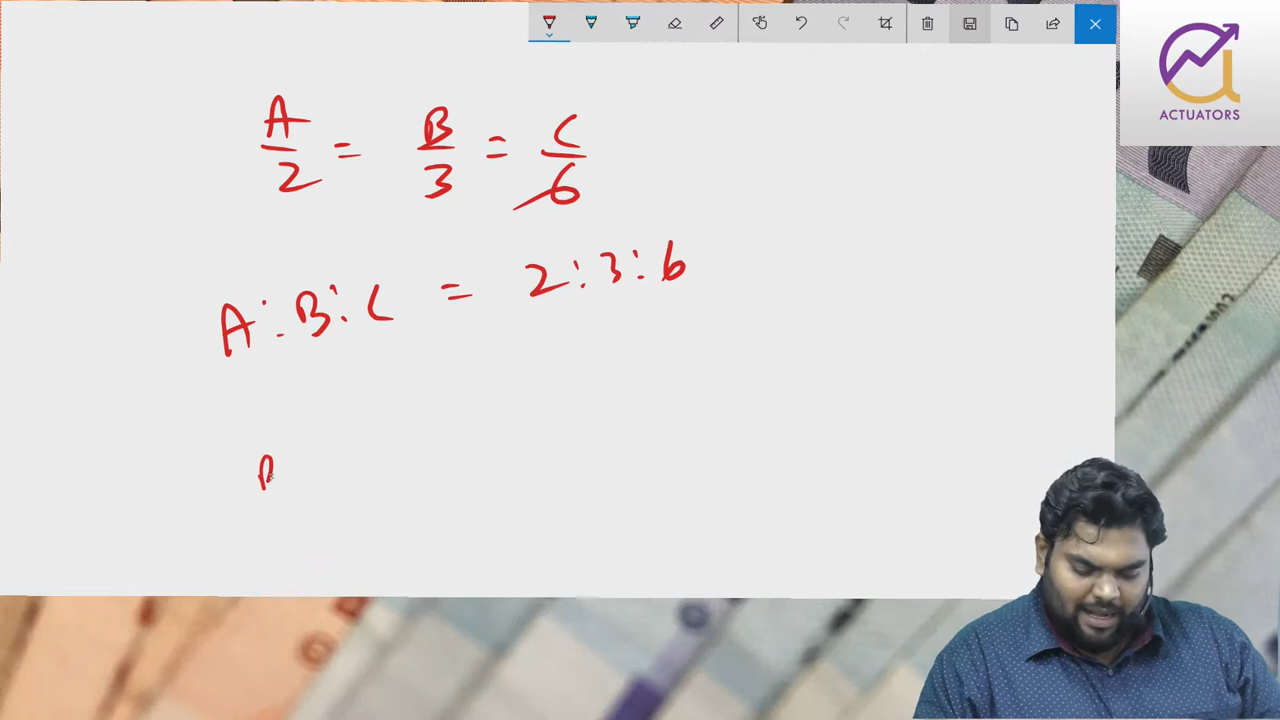 ACTUATORS
A/2 = B/3 = C/6
A : B : C = 2 : 3 : 6